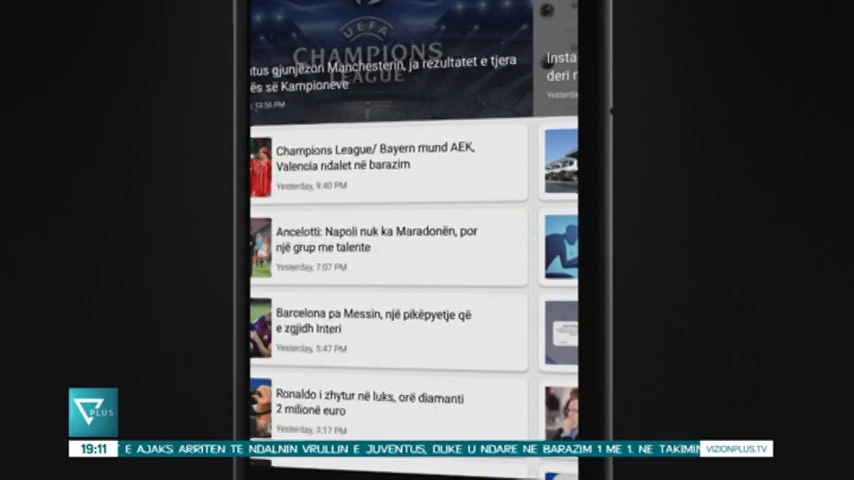 UEFA
CHAMPIONS
LEAGUE
gjunjëzon Manchesterin, ja rezultatet e tjera
së Kampionëve
10:56 PM
Insta
deri
Champions League/ Bayern mund AEK,
Valencia ndalet në barazim
Yesterday, 9:40 PM
Ancelotti: Napoli nuk ka Maradonën, por
një grup me talente
Yesterday, 7:07 PM
Barcelona pa Messin, një pikëpyetje që
e zgjidh Interi
Yesterday, 5:47 PM
Ronaldo i zhytur në luks, orë diamanti
2 milionë euro
Yesterday, 3:17 PM
PLUS
19:11 E AJAKS ARRITEN TE NDALNIN VRULLIN E JUVENTUS, DUKE U NDARE NE BARAZIM 1 ME 1. NE TAKIMIN VIZIONPLUS.TV